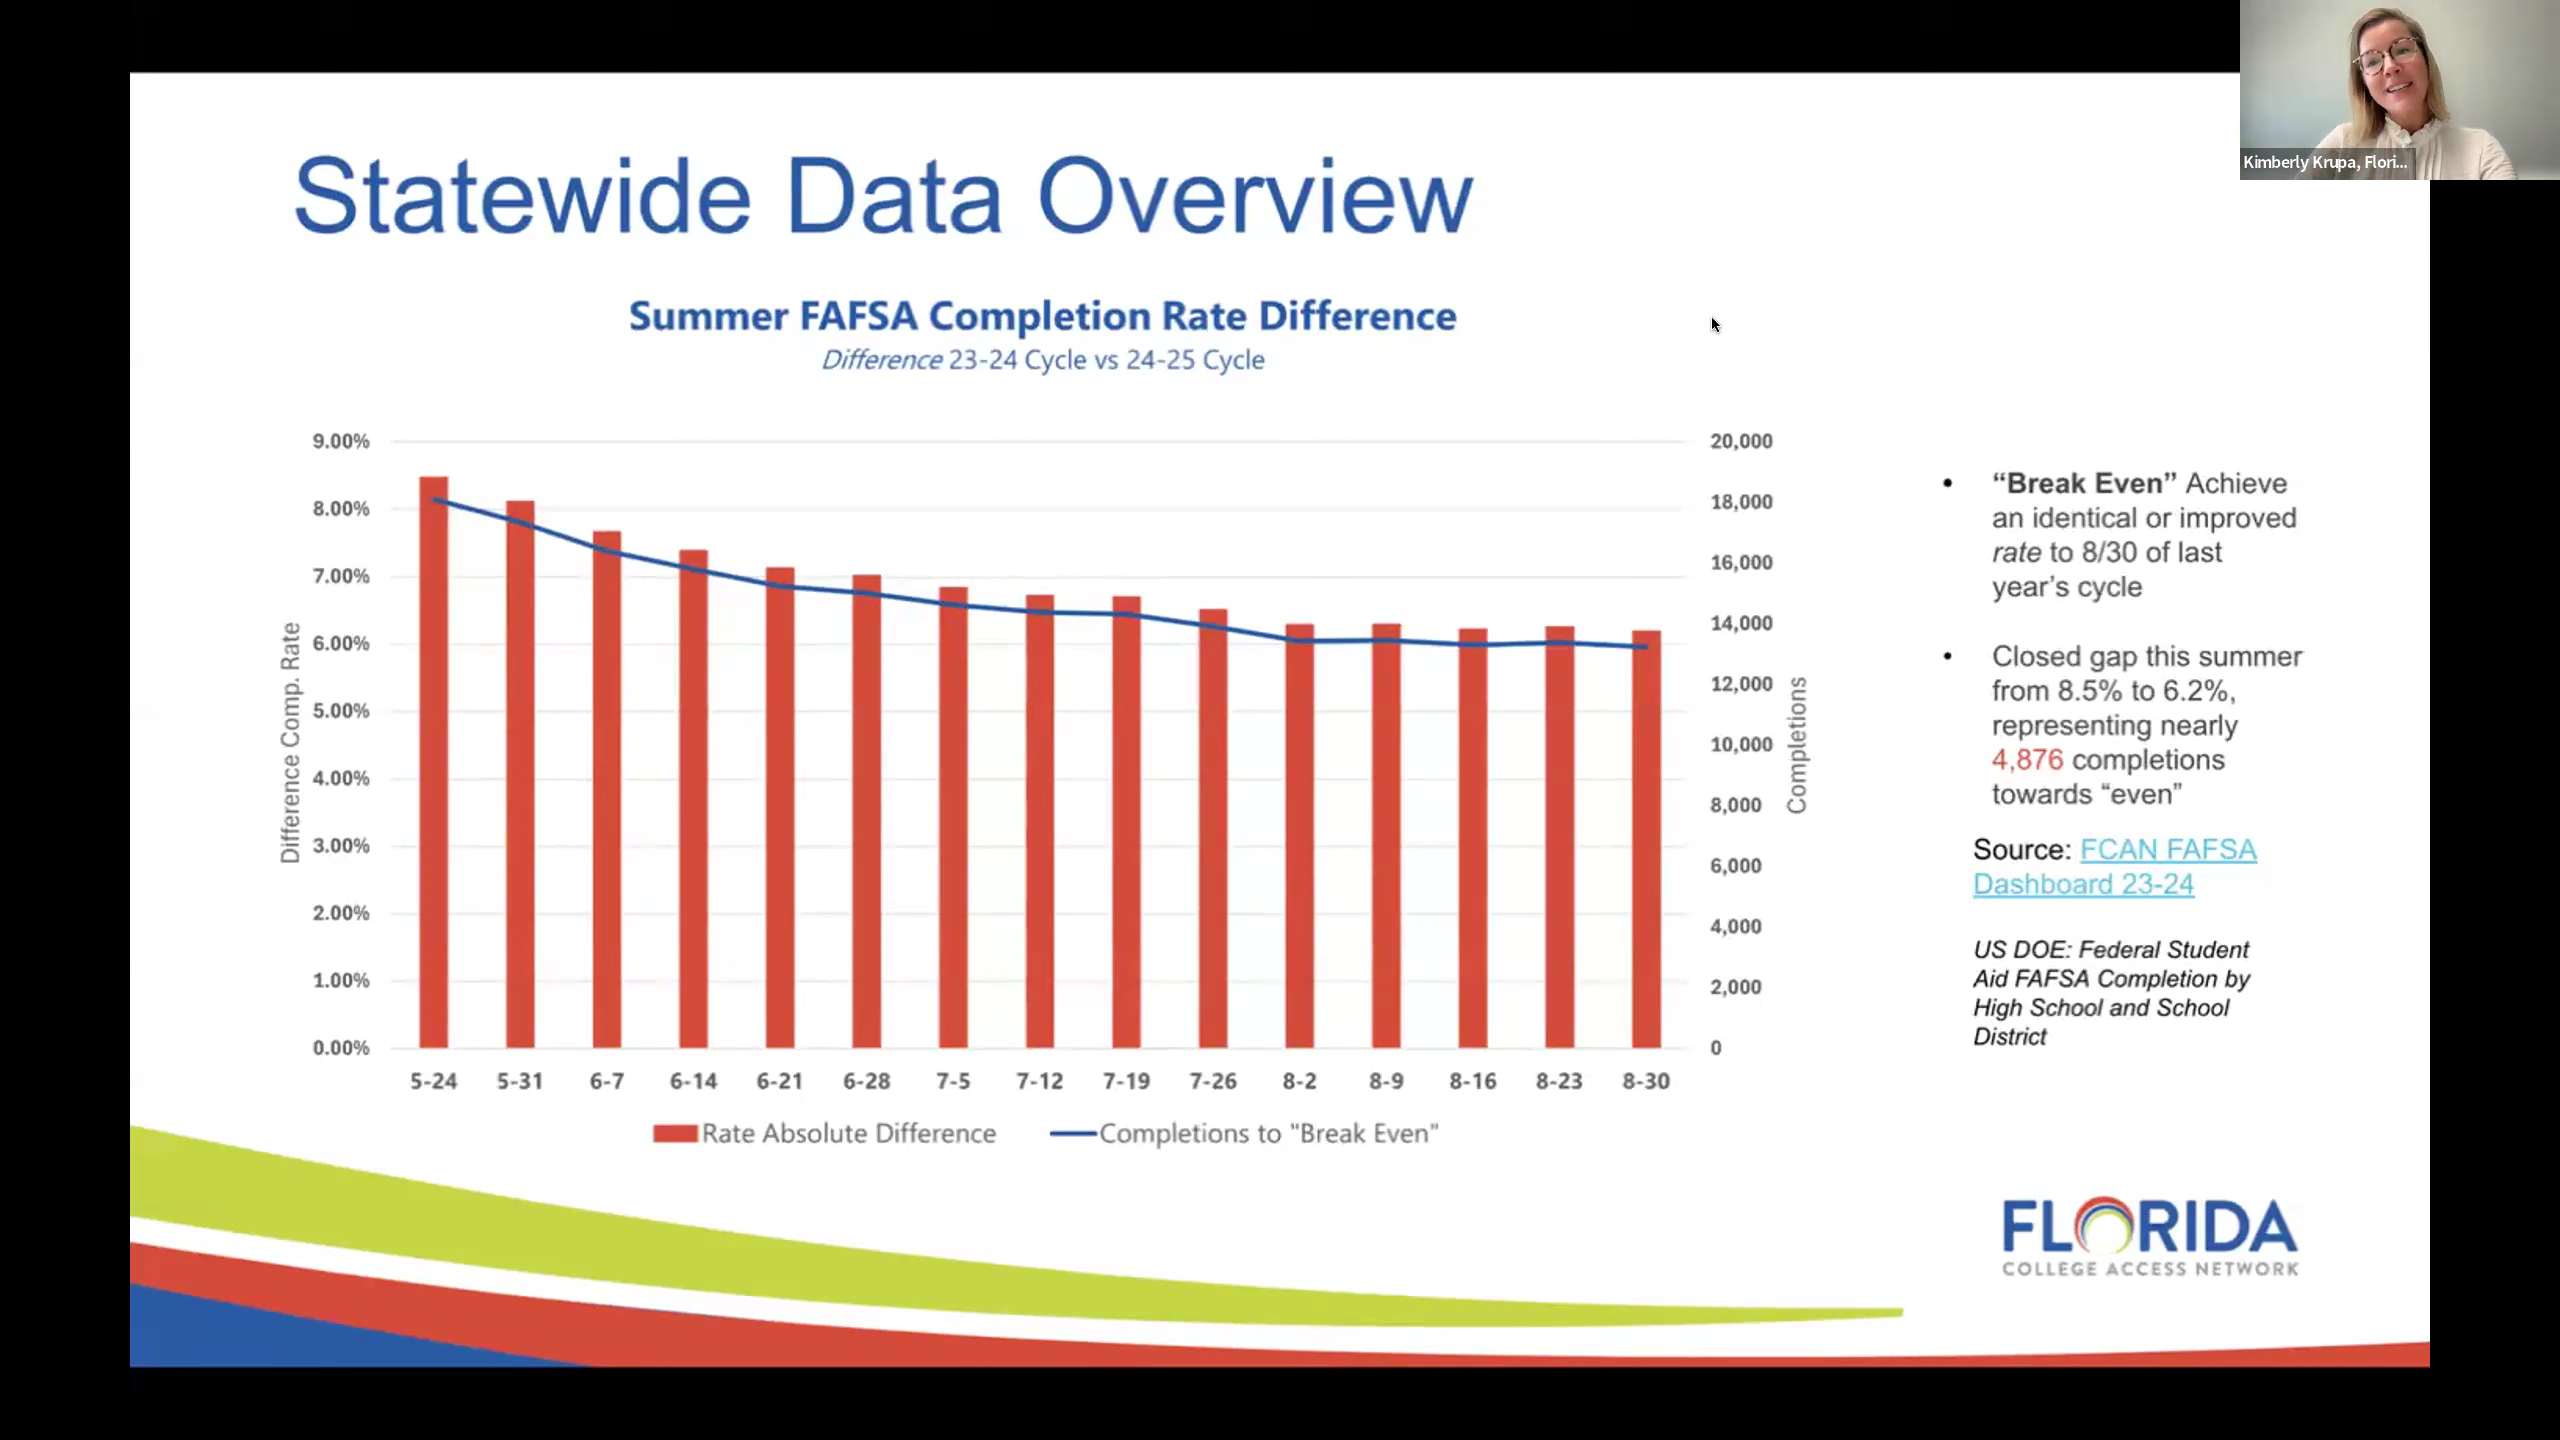 Kimberly Krupa, Flori...
Statewide Data Overview
Summer FAFSA Completion Rate Difference
Difference 23-24 Cycle vs 24-25 Cycle
Difference Comp. Rate
9.00%
8.00%
7.00%
6.00%
5.00%
4.00%
3.00%
2.00%
1.00%
0.00%
20,000
18,000
16,000
14,000
12,000
10,000
8,000
6,000
4,000
2,000
0
Completions
5-24 5-31 6-7 6-14 6-21 6-28 7-5 7-12 7-19 7-26 8-2 8-9 8-16 8-23 8-30
Rate Absolute Difference Completions to "Break Even"
• “Break Even” Achieve
an identical or improved
rate to 8/30 of last
year’s cycle
• Closed gap this summer
from 8.5% to 6.2%,
representing nearly
4,876 completions
towards “even”
Source: FCAN FAFSA
Dashboard 23-24
US DOE: Federal Student
Aid FAFSA Completion by
High School and School
District
FLORIDA
COLLEGE ACCESS NETWORK